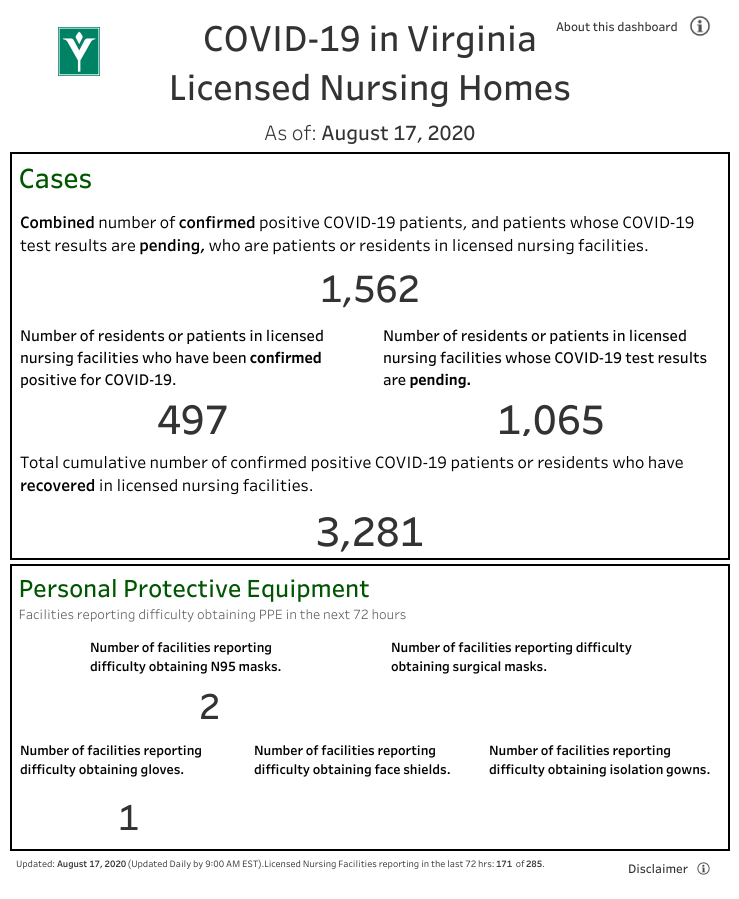 COVID-19 in Virginia
About this dashboard
Licensed Nursing Homes
As of: August 17, 2020
Cases
Combined number of confirmed positive COVID-19 patients, and patients whose COVID-19
test results are pending, who are patients or residents in licensed nursing facilities.
1,562
Number of residents or patients in licensed
nursing facilities who have been confirmed
positive for COVID-19.
497
Number of residents or patients in licensed
nursing facilities whose COVID-19 test results
are pending.
1,065
Total cumulative number of confirmed positive COVID-19 patients or residents who have
recovered in licensed nursing facilities.
3,281
Personal Protective Equipment
Facilities reporting difficulty obtaining PPE in the next 72 hours
Number of facilities reporting
difficulty obtaining N95 masks.
2
Number of facilities reporting difficulty
obtaining surgical masks.
Number of facilities reporting
difficulty obtaining gloves.
1
Number of facilities reporting
difficulty obtaining face shields.
Number of facilities reporting
difficulty obtaining isolation gowns.
Updated: August 17, 2020 (Updated Daily by 9:00 AM EST).Licensed Nursing Facilities reporting in the last 72 hrs: 171 of 285.
Disclaimer